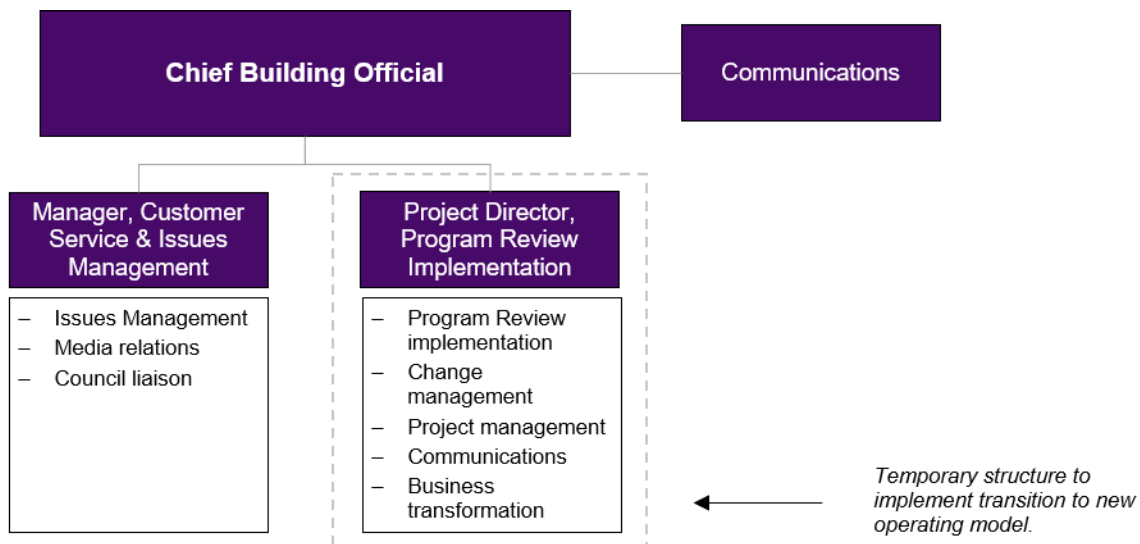 Chief Building Official
Communications
Manager, Customer
Service & Issues
Management
Project Director,
Program Review
Implementation
– Issues Management
– Media relations
– Council liaison
– Program Review
implementation
– Change
management
– Project management
– Communications
– Business
transformation
Temporary structure to
implement transition to new
operating model.